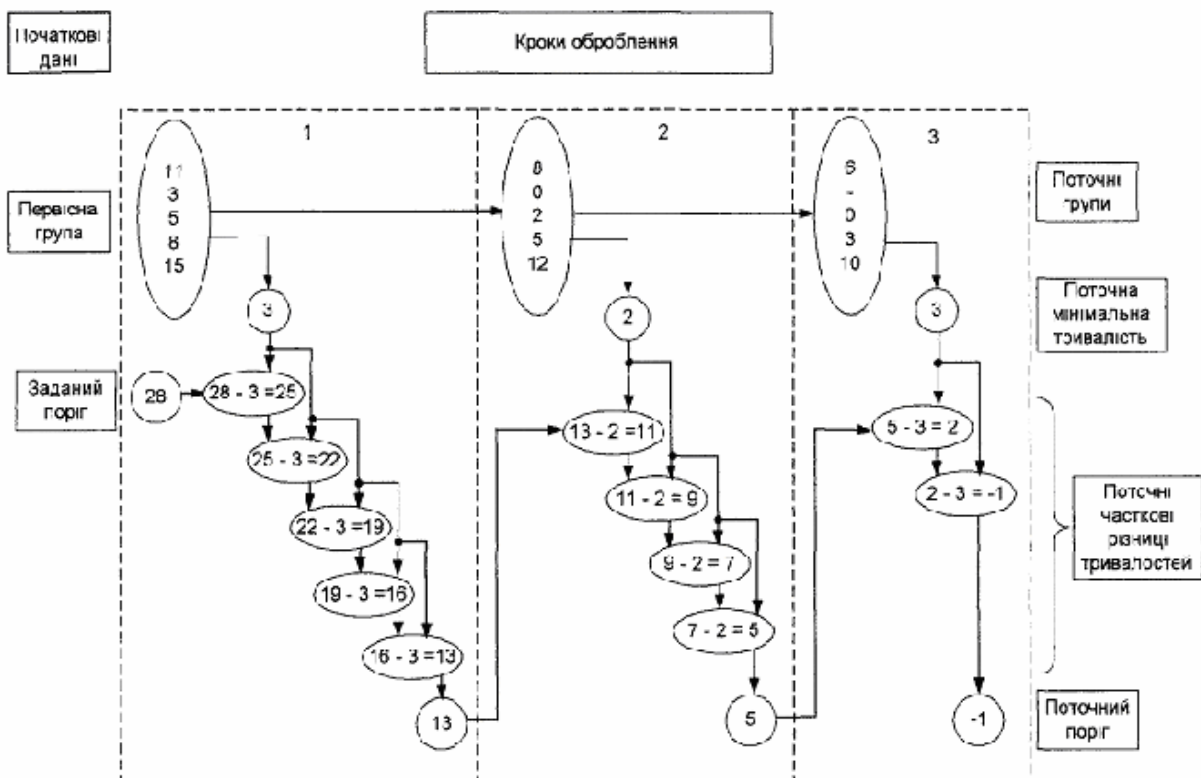 Початкові
дані
Кроки оброблення
1
2
3
11
3
5
8
15
8
0
2
5
12
6
-
0
3
10
Первісна
група
Поточні
групи
3
2
3
Поточна
мінімальна
тривалість
Заданий
поріг
28
28 - 3 =25
25 - 3 =22
22 - 3 =19
19 - 3 =16
16 - 3 =13
13
13 - 2 =11
11 - 2 = 9
9 - 2 = 7
7 - 2 = 5
5
5 - 3 = 2
2 - 3 = -1
-1
Поточні
часткові
різниці
тривалостей
Поточний
поріг